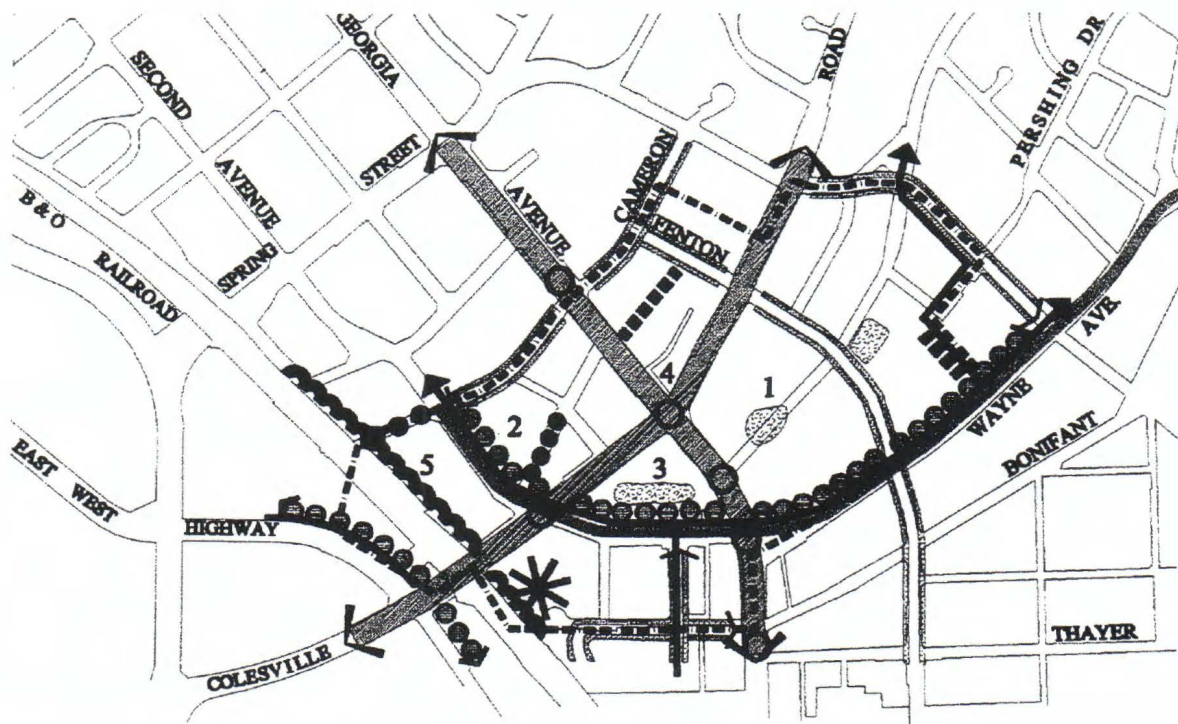 GEORGIA
ROAD
PERSHING DR
SECOND
STREET
CAMERON
AVENUE
AVENUE
B & O
FENTON
SPRING
RAILROAD
4
1
AVE.
WAYNE
2
BONIFANT
3
5
EAST
WEST
HIGHWAY
THAYER
COLESVILLE